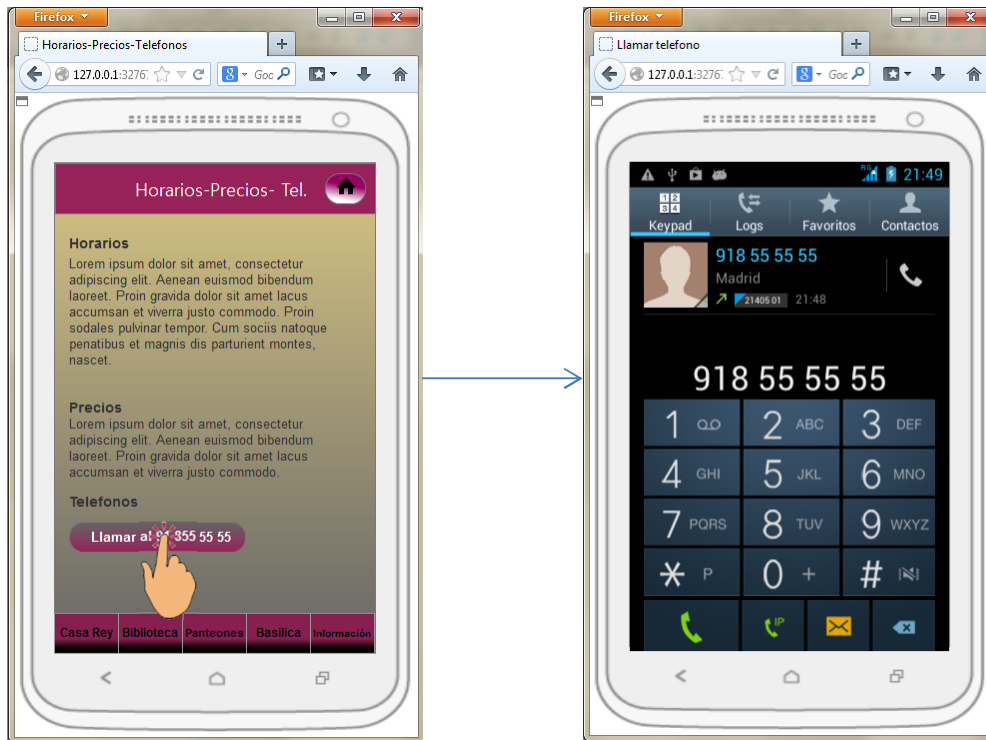 Firefox
Horarios-Precios-Telefonos
127.0.0.1:3276
Goc
Horarios-Precios- Tel.
Horarios
Lorem ipsum dolor sit amet, consectetur
adipiscing elit. Aenean euismod bibendum
laoreet. Proin gravida dolor sit amet lacus
accumsan et viverra justo commodo. Proin
sodales pulvinar tempor. Cum sociis natoque
penatibus et magnis dis parturient montes,
nascet.
Precios
Lorem ipsum dolor sit amet, consectetur
adipiscing elit. Aenean euismod bibendum
laoreet. Proin gravida dolor sit amet lacus
accumsan et viverra justo commodo.
Telefonos
Llamar al 91 855 55 55
Casa Rey Biblioteca Panteones Basilica Información
Firefox
Llamar telefono
127.0.0.1:3276
Goc
21:49
Keypad Logs Favoritos Contactos
918 55 55 55
Madrid
21405 01 21:48
918 55 55 55
1 2 ABC 3 DEF
4 GHI 5 JKL 6 MNO
7 PQRS 8 TUV 9 WXYZ
* P 0 + #
IP